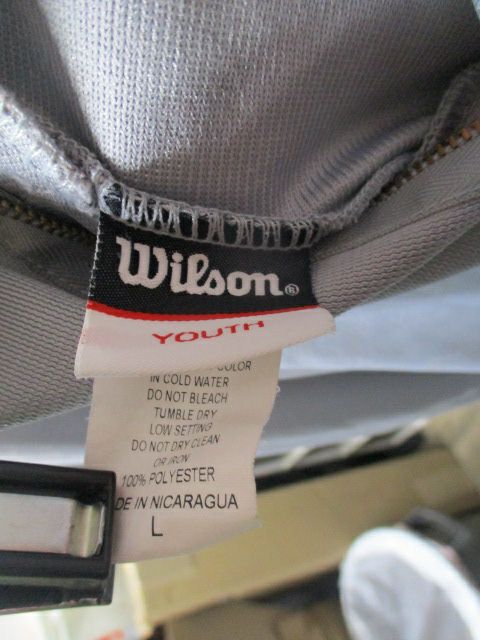 Wilson®
YOUTH
COLOR
IN COLD WATER
DO NOT BLEACH
TUMBLE DRY
LOW SETTING
DO NOT DRY CLEAN
OR IRON
100% POLYESTER
DE IN NICARAGUA
L